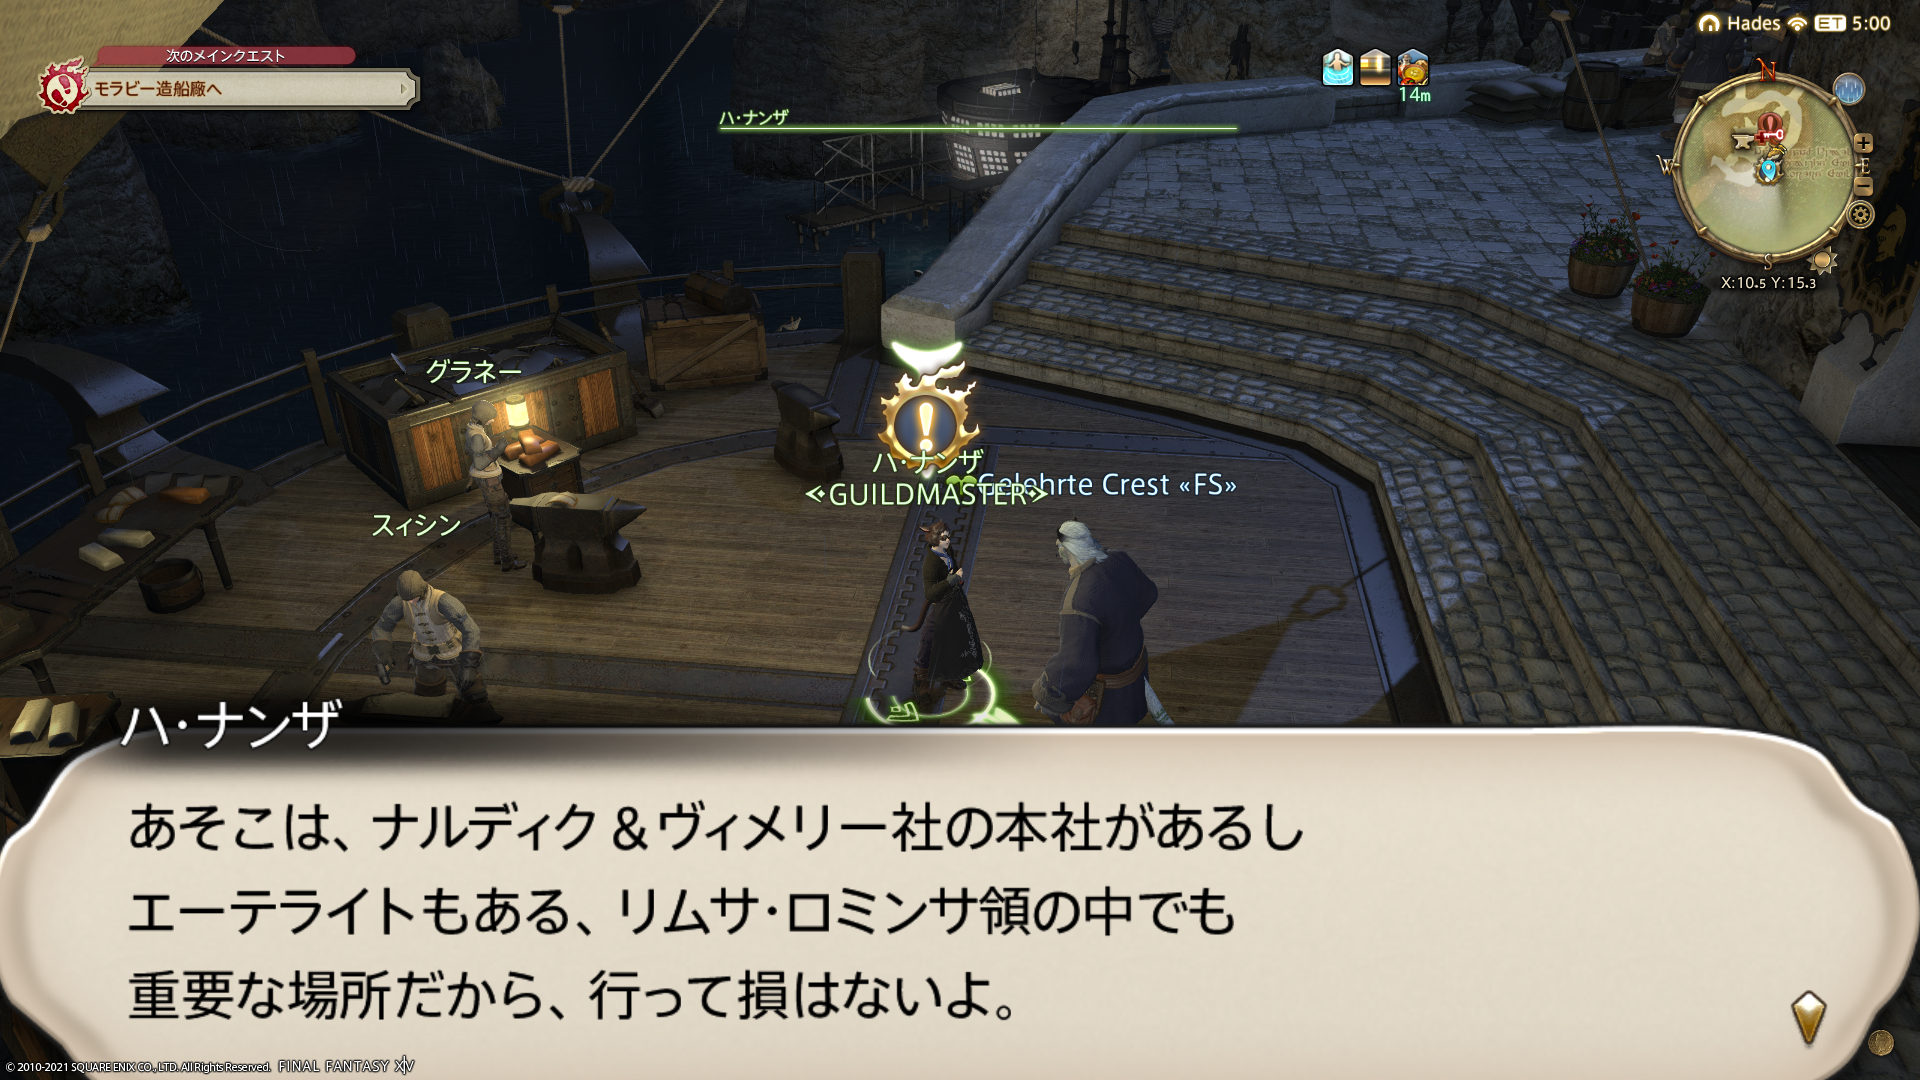 次のメインクエスト
モラビー造船廠へ
Hades ET 5:00
14m
ハ・ナンザ
N
W
E
S
X:10.5 Y:15.3
グラネー
スィシン
ハ・ナンザ
«GUILDMASTER»
Gelehrte Crest «FS»
ハ・ナンザ
あそこは、ナルディク&ヴィメリー社の本社があるし
エーテライトもある、リムサ・ロミンサ領の中でも
重要な場所だから、行って損はないよ。
© 2010-2021 SQUARE ENIX CO., LTD. All Rights Reserved. FINAL FANTASY XIV